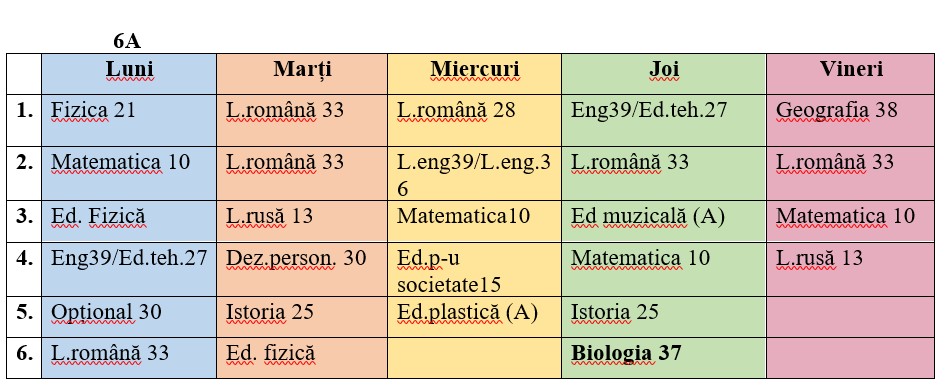 6A
Luni Marți Miercuri Joi Vineri
1. Fizica 21 L.română 33 L.română 28 Eng39/Ed.teh.27 Geografia 38
2. Matematica 10 L.română 33 L.eng39/L.eng.3 L.română 33 L.română 33
6
3. Ed. Fizică L.rusă 13 Matematica10 Ed muzicală (A) Matematica 10
4. Eng39/Ed.teh.27 Dez.person. 30 Ed.p-u Matematica 10 L.rusă 13
societate15
5. Opțional 30 Istoria 25 Ed.plastică (A) Istoria 25
6. L.română 33 Ed. fizică Biologia 37